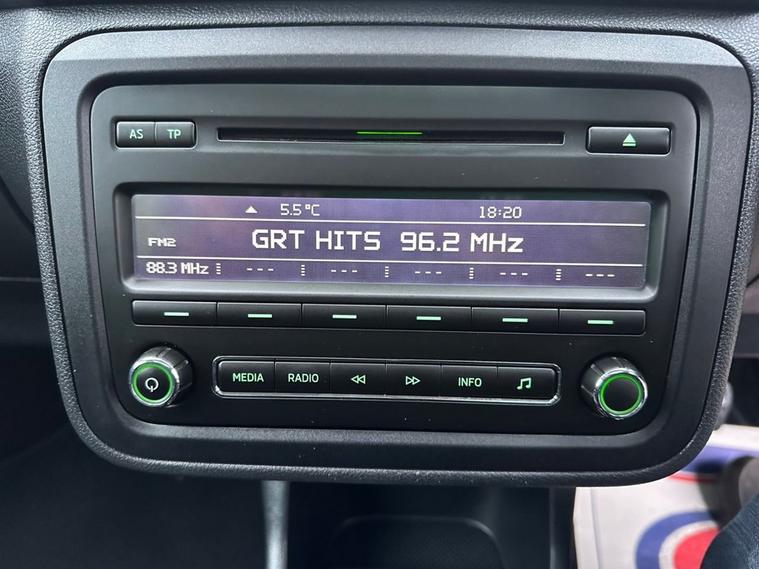 AS TP
5.5°C 18:20
FM2 GRT HITS 96.2 MHz
88.3 MHz --- --- --- --- ---
MEDIA RADIO INFO